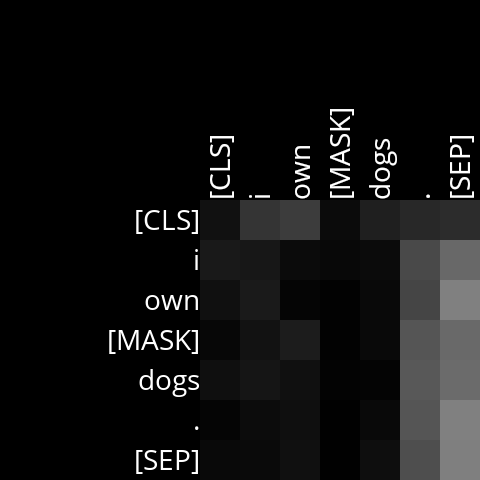 [CLS] i own [MASK] dogs . [SEP]
[CLS]
i
own
[MASK]
dogs
.
[SEP]